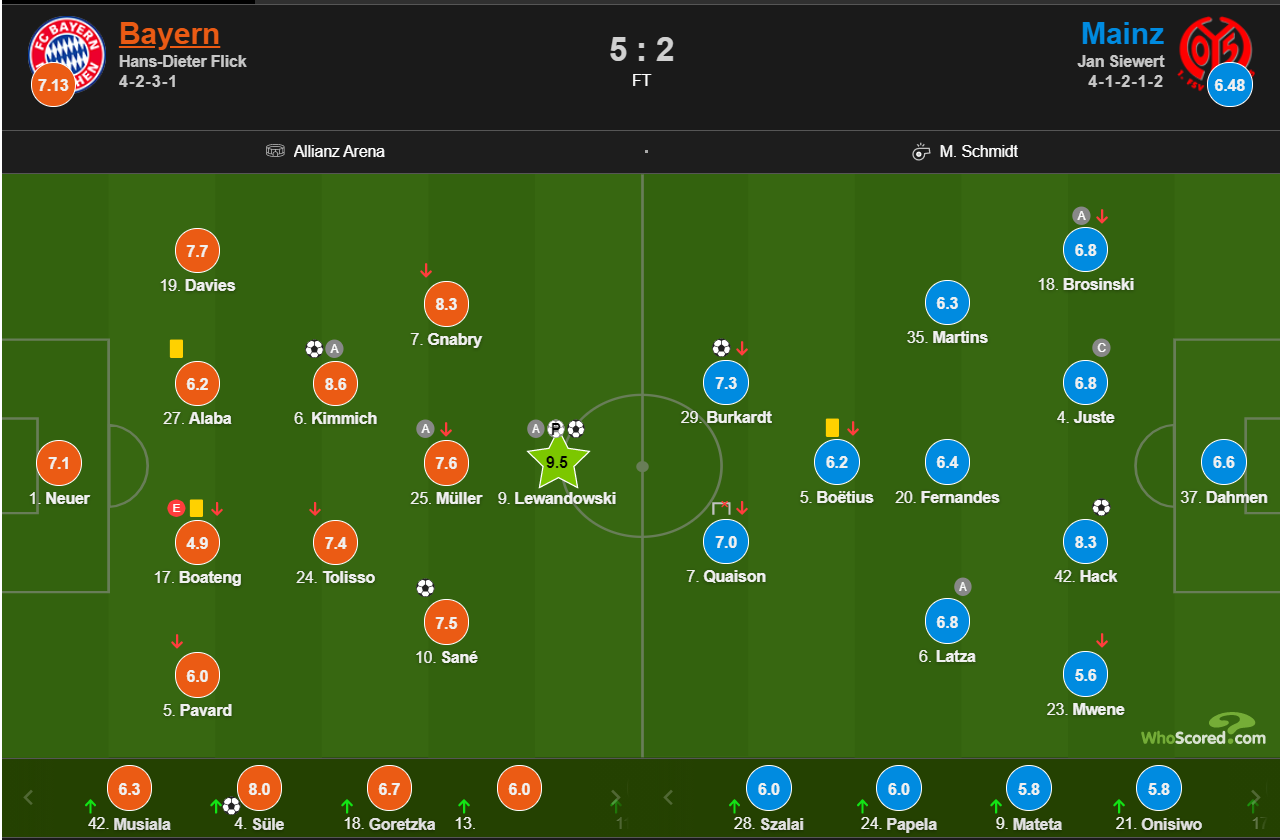 Bayern
Hans-Dieter Flick
4-2-3-1
7.13
FC BAYERN
5 : 2
FT
Mainz
Jan Siewert
4-1-2-1-2
6.48
Allianz Arena
M. Schmidt
7.7
19. Davies
8.3
7. Gnabry
6.2
27. Alaba
A
8.6
6. Kimmich
7.1
1. Neuer
A
7.6
25. Müller
A P
9.5
9. Lewandowski
E
4.9
17. Boateng
7.4
24. Tolisso
7.5
10. Sané
6.0
5. Pavard
A
6.8
18. Brosinski
6.3
35. Martins
7.3
29. Burkardt
C
6.8
4. Juste
6.2
5. Boëtius
6.4
20. Fernandes
6.6
37. Dahmen
7.0
7. Quaison
8.3
42. Hack
A
6.8
6. Latza
5.6
23. Mwene
WhoScored.com
6.3
42. Musiala
8.0
4. Süle
6.7
18. Goretzka
6.0
13.
6.0
28. Szalai
6.0
24. Papela
5.8
9. Mateta
5.8
21. Onisiwo
17